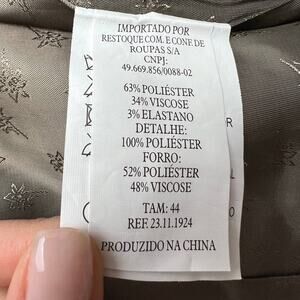 IMPORTADO POR
RESTOQUE COM. E CONF. DE
ROUPAS S/A
CNPJ:
49.669.856/0088-02
63% POLIÉSTER
34% VISCOSE
3% ELASTANO
DETALHE:
100% POLIÉSTER
FORRO:
52% POLIÉSTER
48% VISCOSE
TAM: 44
REF. 23.11.1924
PRODUZIDO NA CHINA